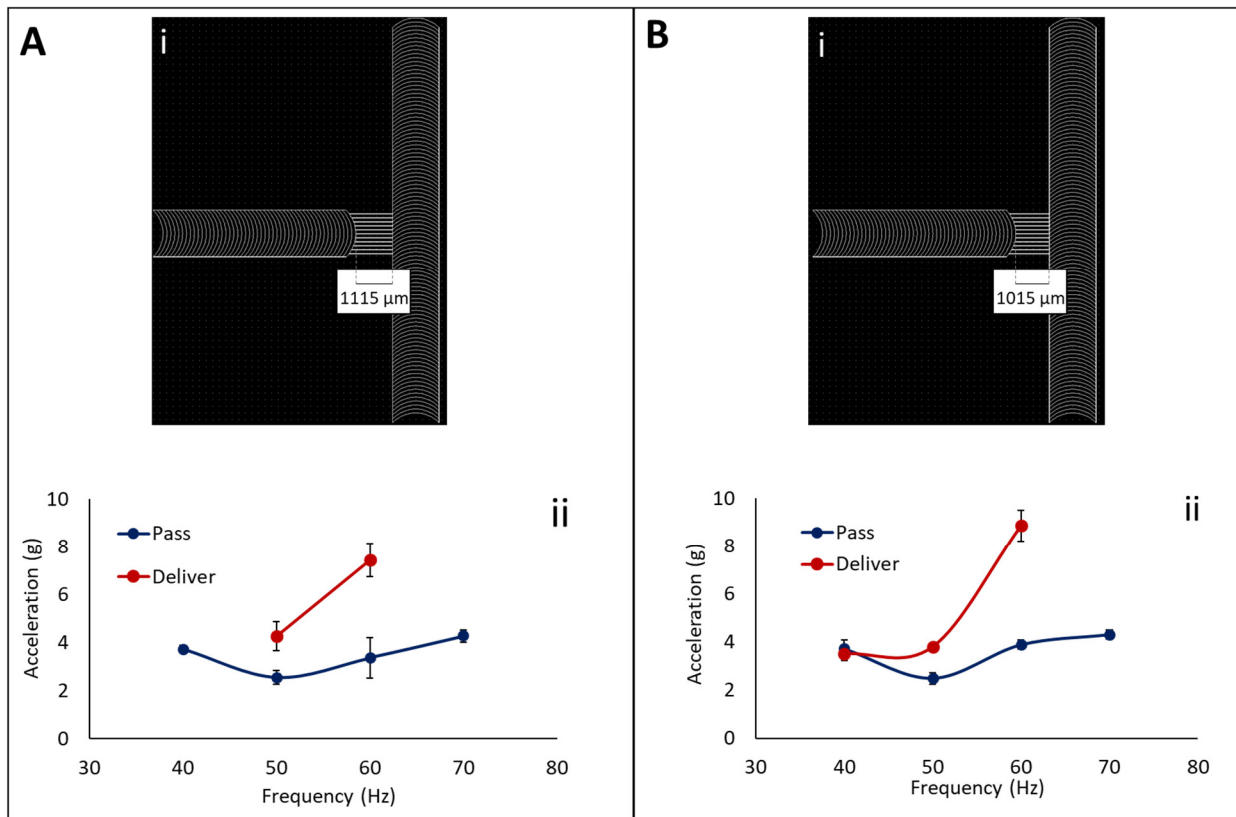 A
i
1115 µm
ii
10
8
6
4
2
0
Acceleration (g)
Pass
Deliver
30 40 50 60 70 80
Frequency (Hz)
B
i
1015 µm
ii
10
8
6
4
2
0
Acceleration (g)
Pass
Deliver
30 40 50 60 70 80
Frequency (Hz)